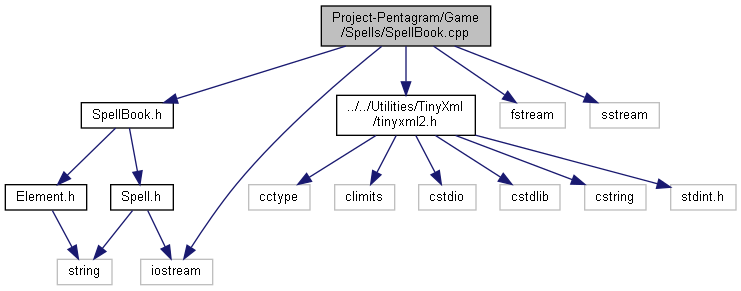 Project-Pentagram/Game
/Spells/SpellBook.cpp
SpellBook.h
../../Utilities/TinyXml
/tinyxml2.h
fstream
sstream
Element.h
Spell.h
cctype
climits
cstdio
cstdlib
cstring
stdint.h
string
iostream